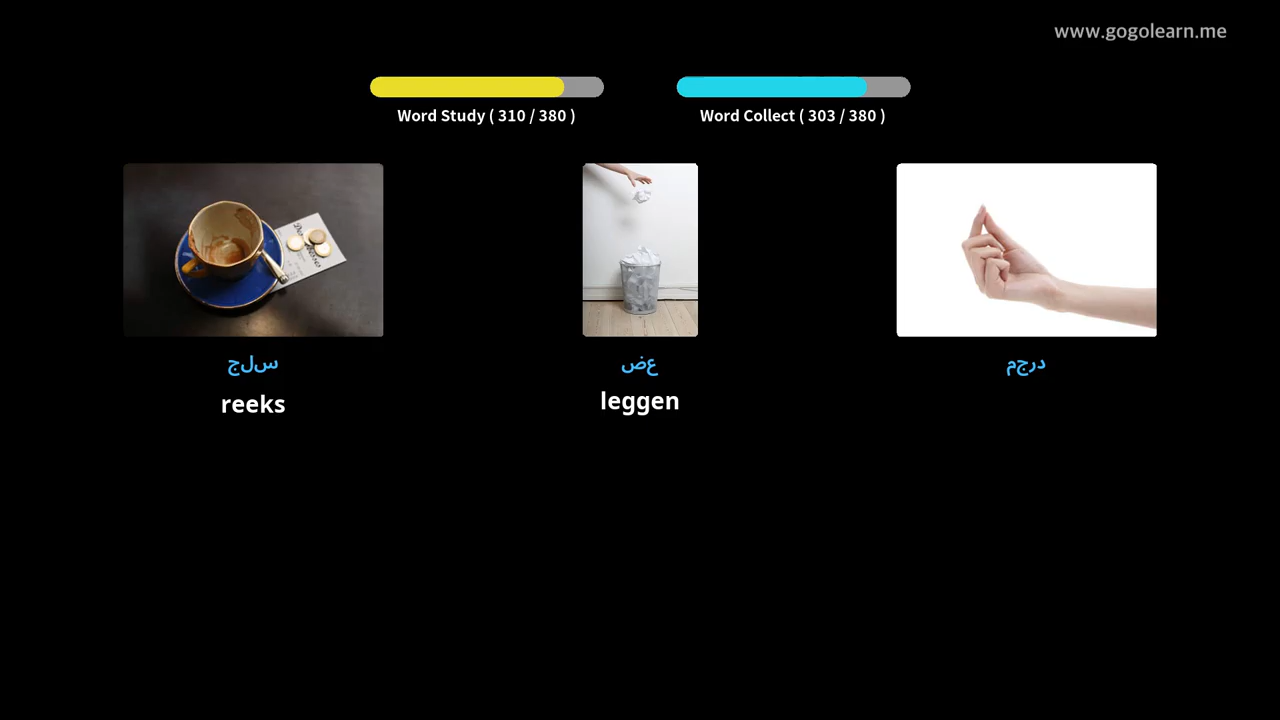 www.gogolearn.me
Word Study ( 310 / 380 )
Word Collect ( 303 / 380 )
سلج
reeks
عض
leggen
درجم